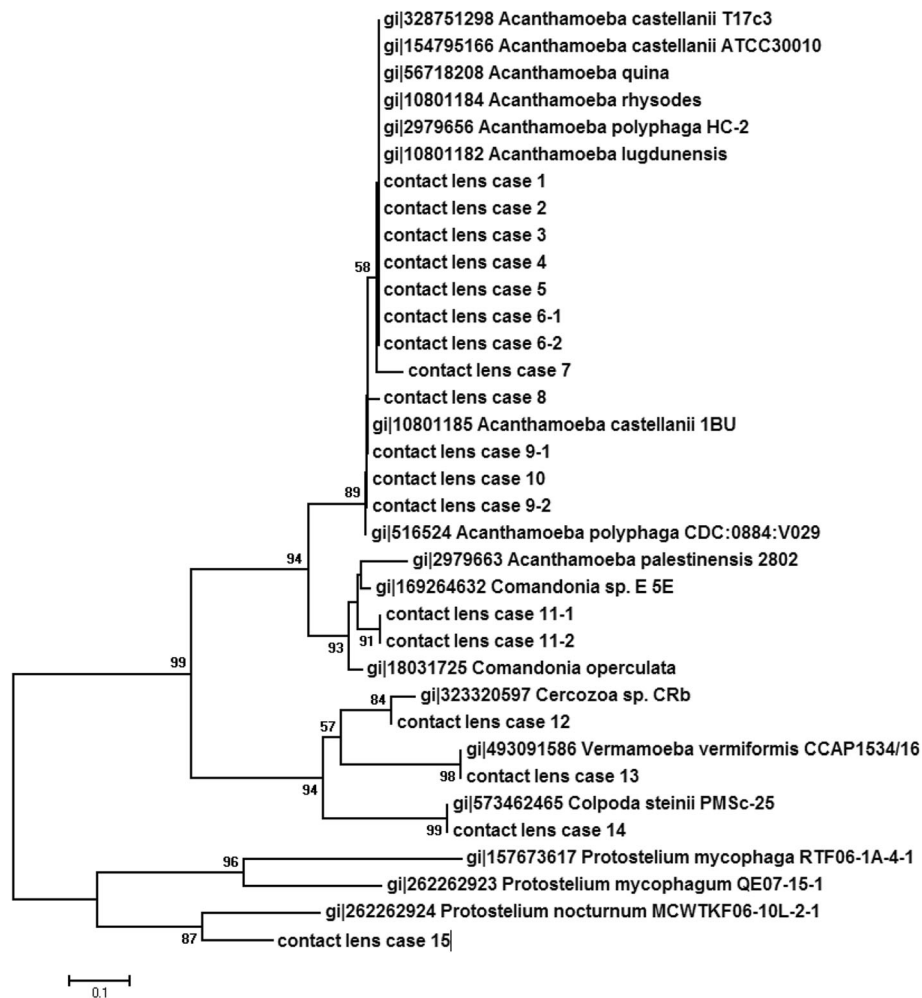 gi|328751298 Acanthamoeba castellanii T17c3
gi|154795166 Acanthamoeba castellanii ATCC30010
gi|56718208 Acanthamoeba quina
gi|10801184 Acanthamoeba rhysodes
gi|2979656 Acanthamoeba polyphaga HC-2
gi|10801182 Acanthamoeba lugdunensis
contact lens case 1
contact lens case 2
contact lens case 3
contact lens case 4
58
contact lens case 5
contact lens case 6-1
contact lens case 6-2
contact lens case 7
contact lens case 8
gi|10801185 Acanthamoeba castellanii 1BU
contact lens case 9-1
contact lens case 10
89
contact lens case 9-2
gi|516524 Acanthamoeba polyphaga CDC:0884:V029
94
gi|2979663 Acanthamoeba palestinensis 2802
gi|169264632 Comandonia sp. E 5E
contact lens case 11-1
91
contact lens case 11-2
93
99
gi|18031725 Comandonia operculata
84
gi|323320597 Cercozoa sp. CRb
contact lens case 12
57
gi|493091586 Vermamoeba vermiformis CCAP1534/16
98
contact lens case 13
94
gi|573462465 Colpoda steinii PMSc-25
99
contact lens case 14
96
gi|157673617 Protostelium mycophaga RTF06-1A-4-1
gi|262262923 Protostelium mycophagum QE07-15-1
gi|262262924 Protostelium nocturnum MCWTKF06-10L-2-1
87
contact lens case 15
0.1